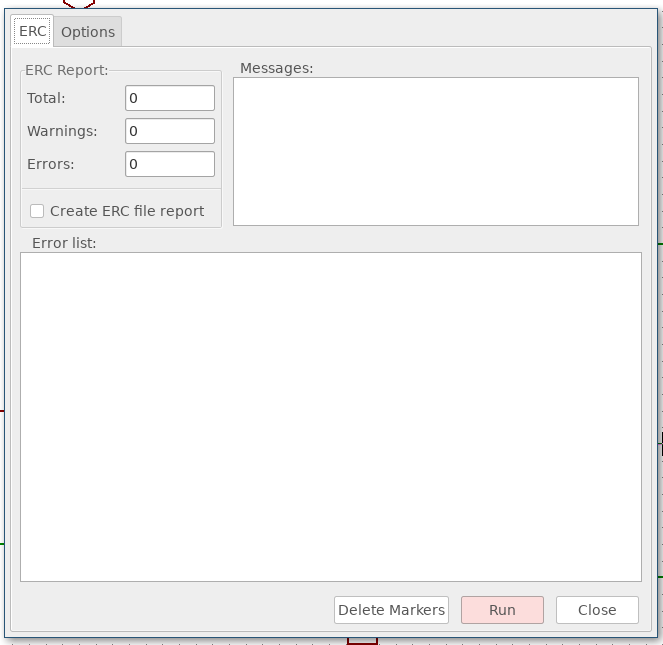 ERC Options
ERC Report:
Total: 0
Warnings: 0
Errors: 0
Create ERC file report
Messages:
Error list:
Delete Markers Run Close